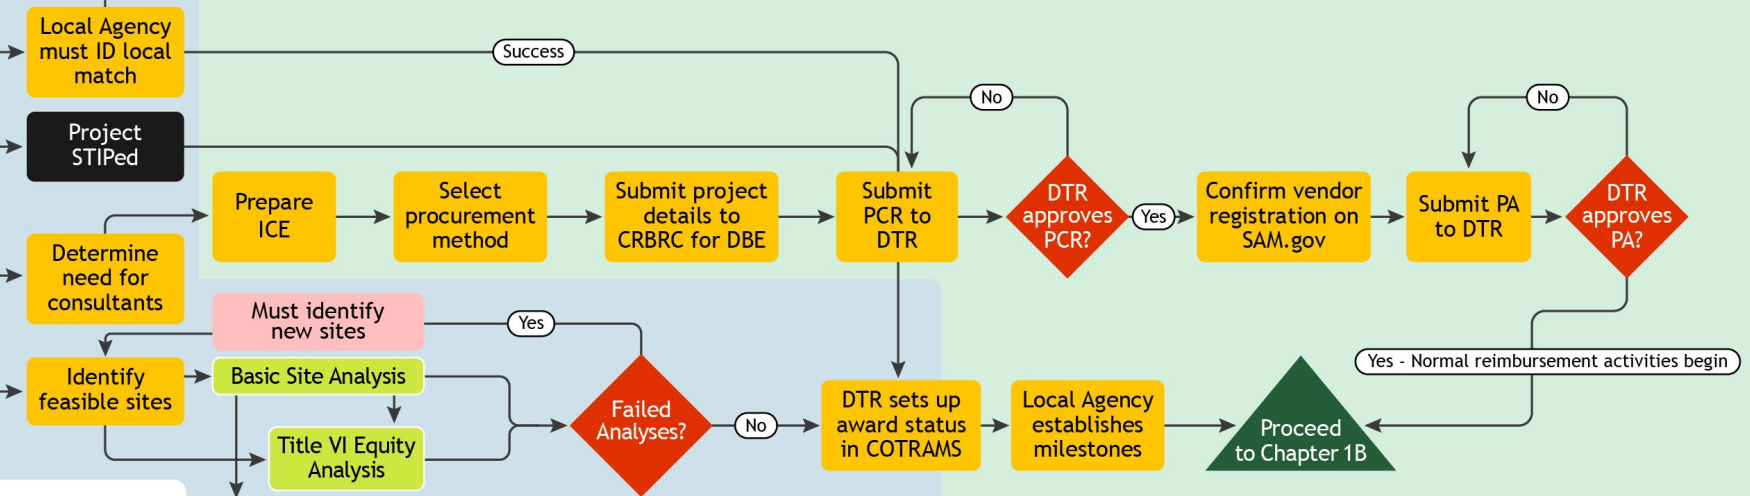 Local Agency
must ID local
match
Success
Project
STIPed
No
No
Prepare
ICE
Select
procurement
method
Submit project
details to
CRBRC for DBE
Submit
PCR to
DTR
DTR
approves
PCR?
Yes
Confirm vendor
registration on
SAM.gov
Submit PA
to DTR
DTR
approves
PA?
Determine
need for
consultants
Must identify
new sites
Yes
Identify
feasible sites
Basic Site Analysis
Title VI Equity
Analysis
Failed
Analyses?
No
DTR sets up
award status
in COTRAMS
Local Agency
establishes
milestones
Proceed
to Chapter 1B
Yes - Normal reimbursement activities begin